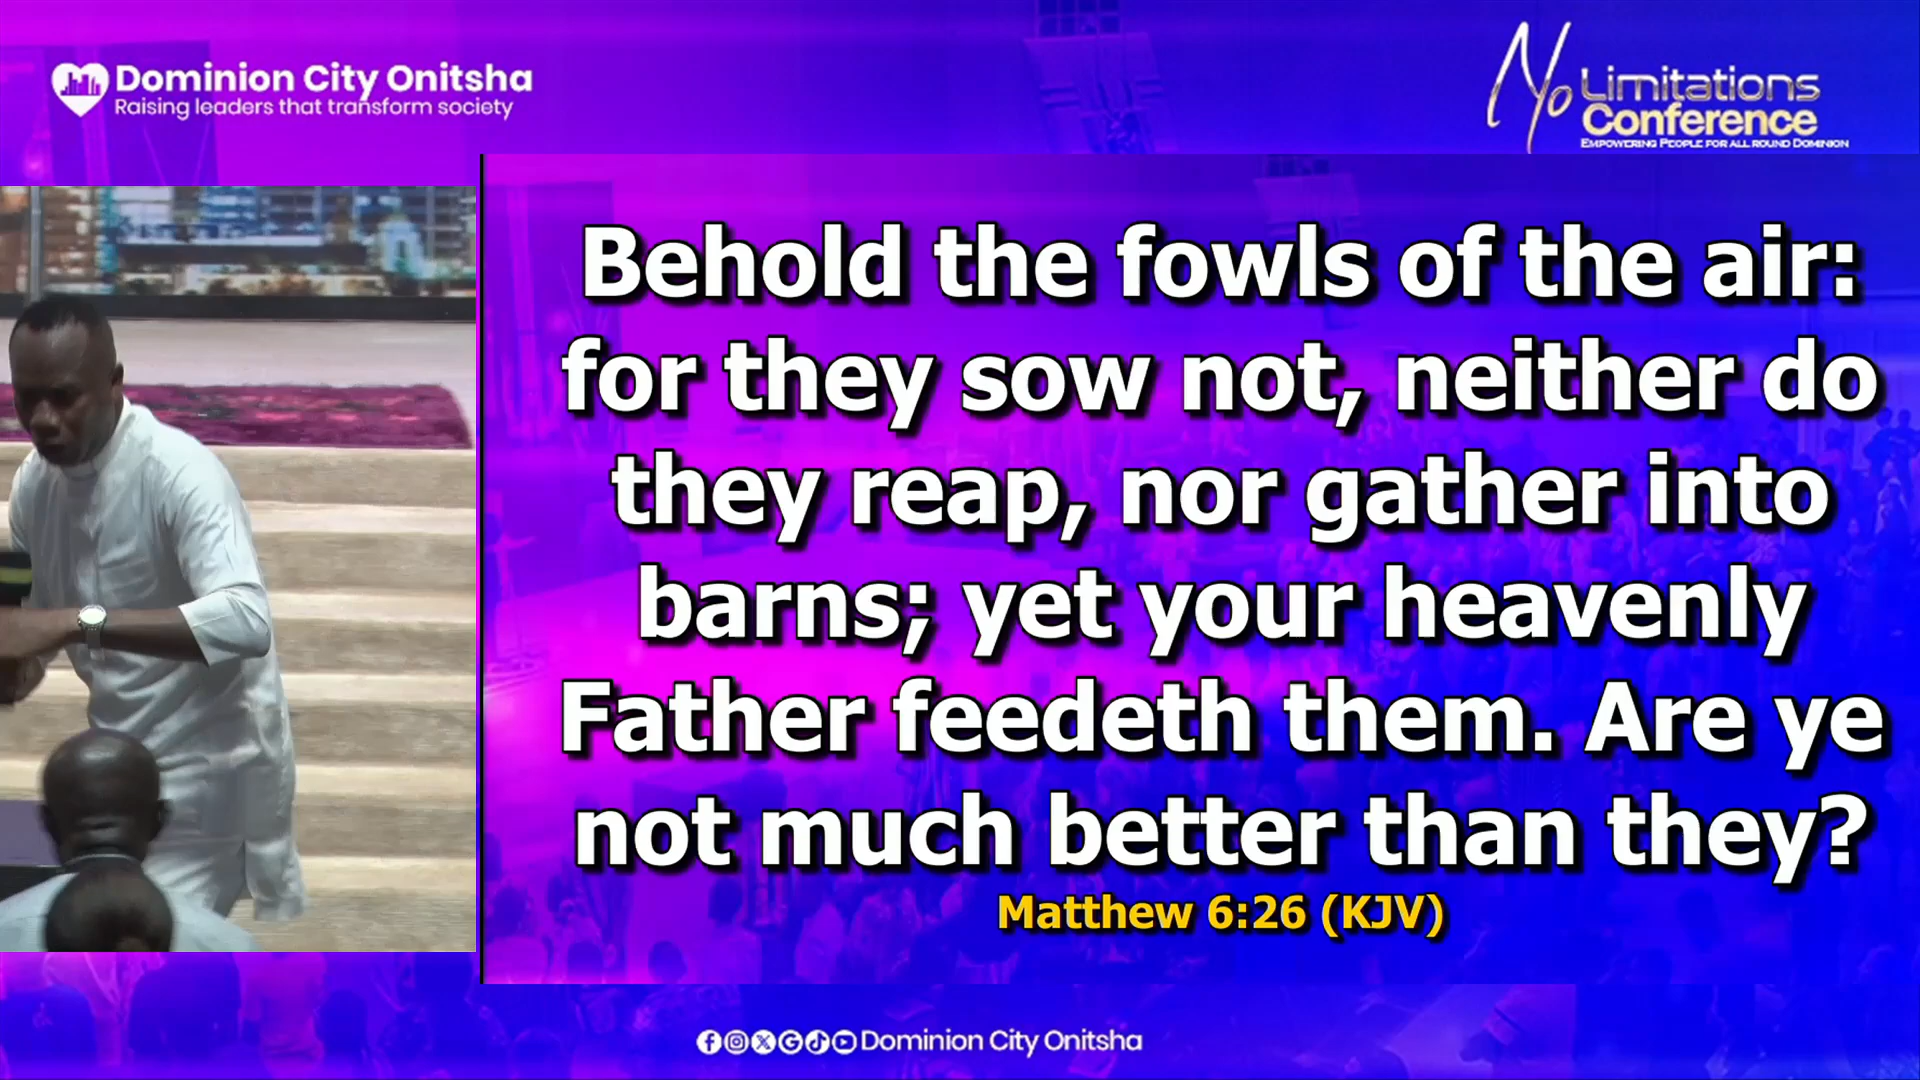 Dominion City Onitsha
Raising leaders that transform society
No Limitations
Conference
EMPOWERING PEOPLE FOR ALL ROUND DOMINION
Behold the fowls of the air:
for they sow not, neither do
they reap, nor gather into
barns; yet your heavenly
Father feedeth them. Are ye
not much better than they?
Matthew 6:26 (KJV)
Dominion City Onitsha